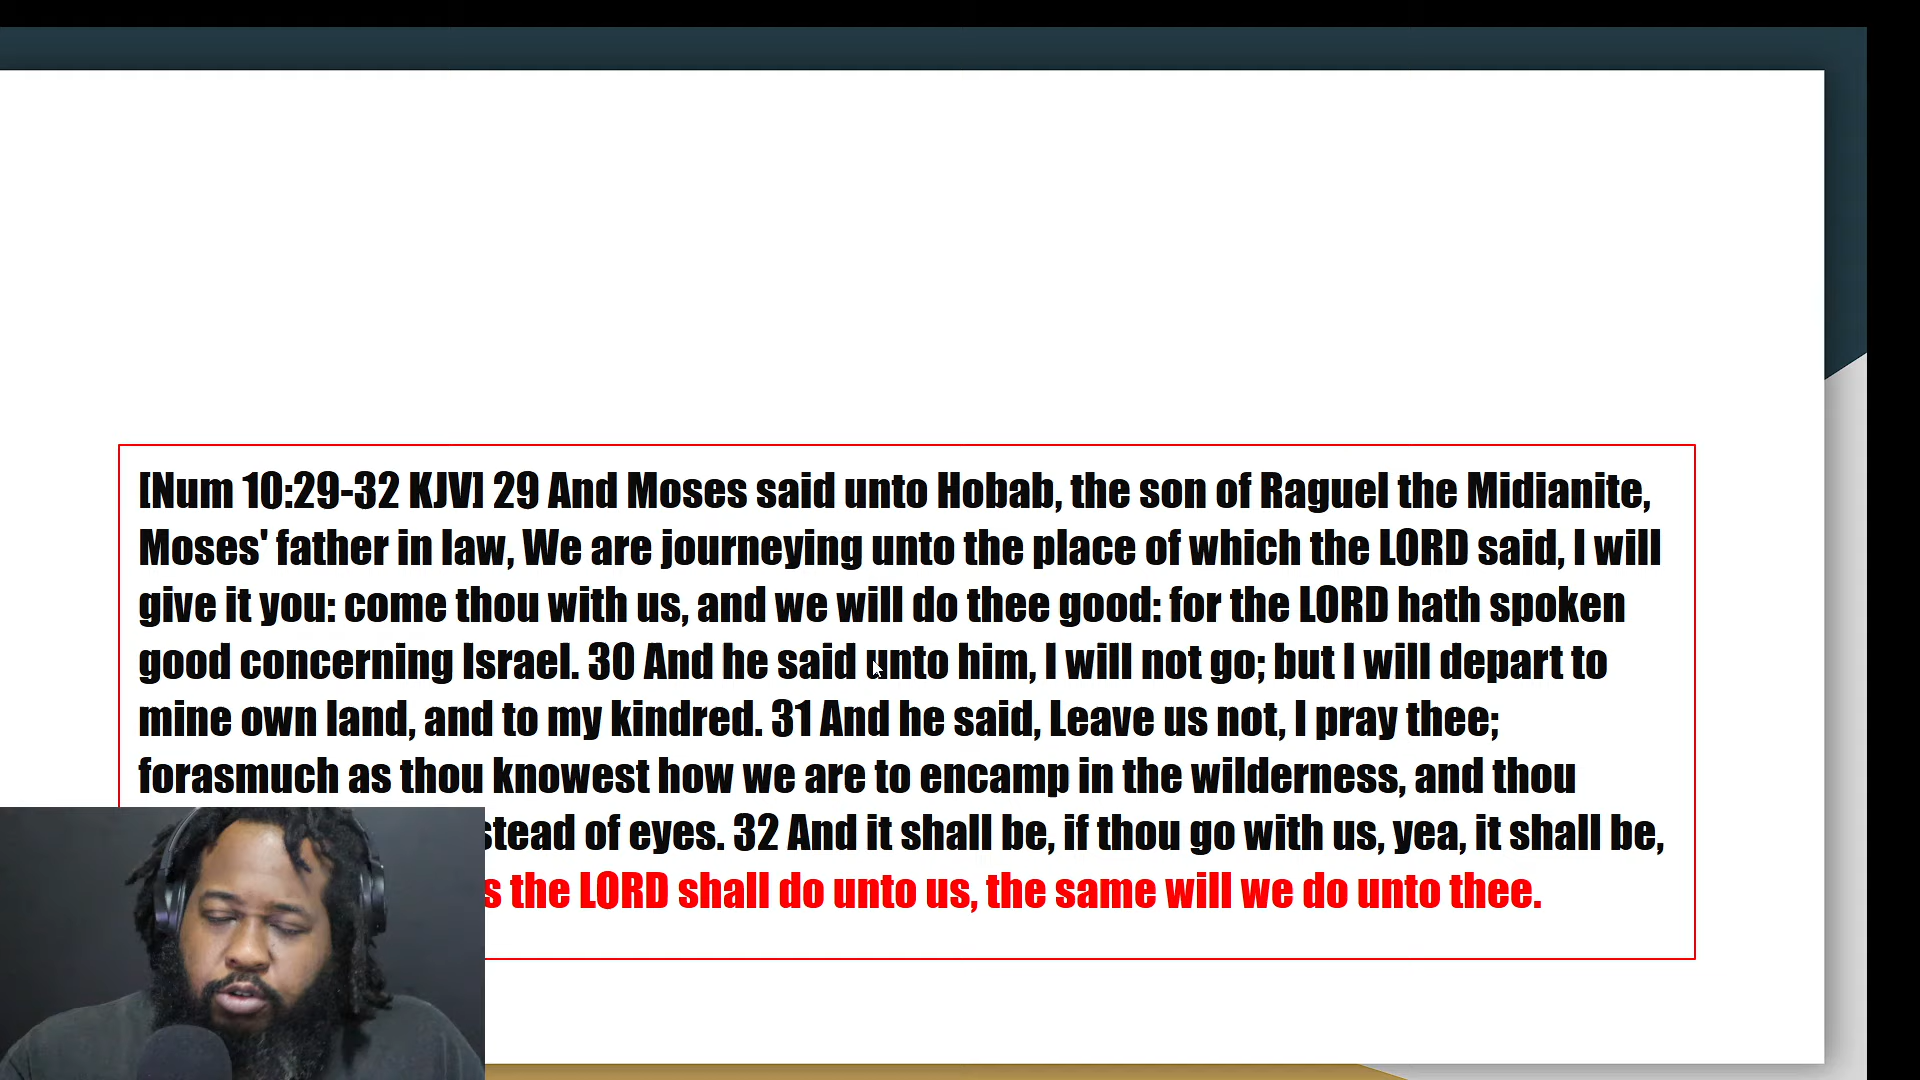 [Num 10:29-32 KJV] 29 And Moses said unto Hobab, the son of Raguel the Midianite,
Moses' father in law, We are journeying unto the place of which the LORD said, I will
give it you: come thou with us, and we will do thee good: for the LORD hath spoken
good concerning Israel. 30 And he said unto him, I will not go; but I will depart to
mine own land, and to my kindred. 31 And he said, Leave us not, I pray thee;
forasmuch as thou knowest how we are to encamp in the wilderness, and thou
stead of eyes. 32 And it shall be, if thou go with us, yea, it shall be,
s the LORD shall do unto us, the same will we do unto thee.